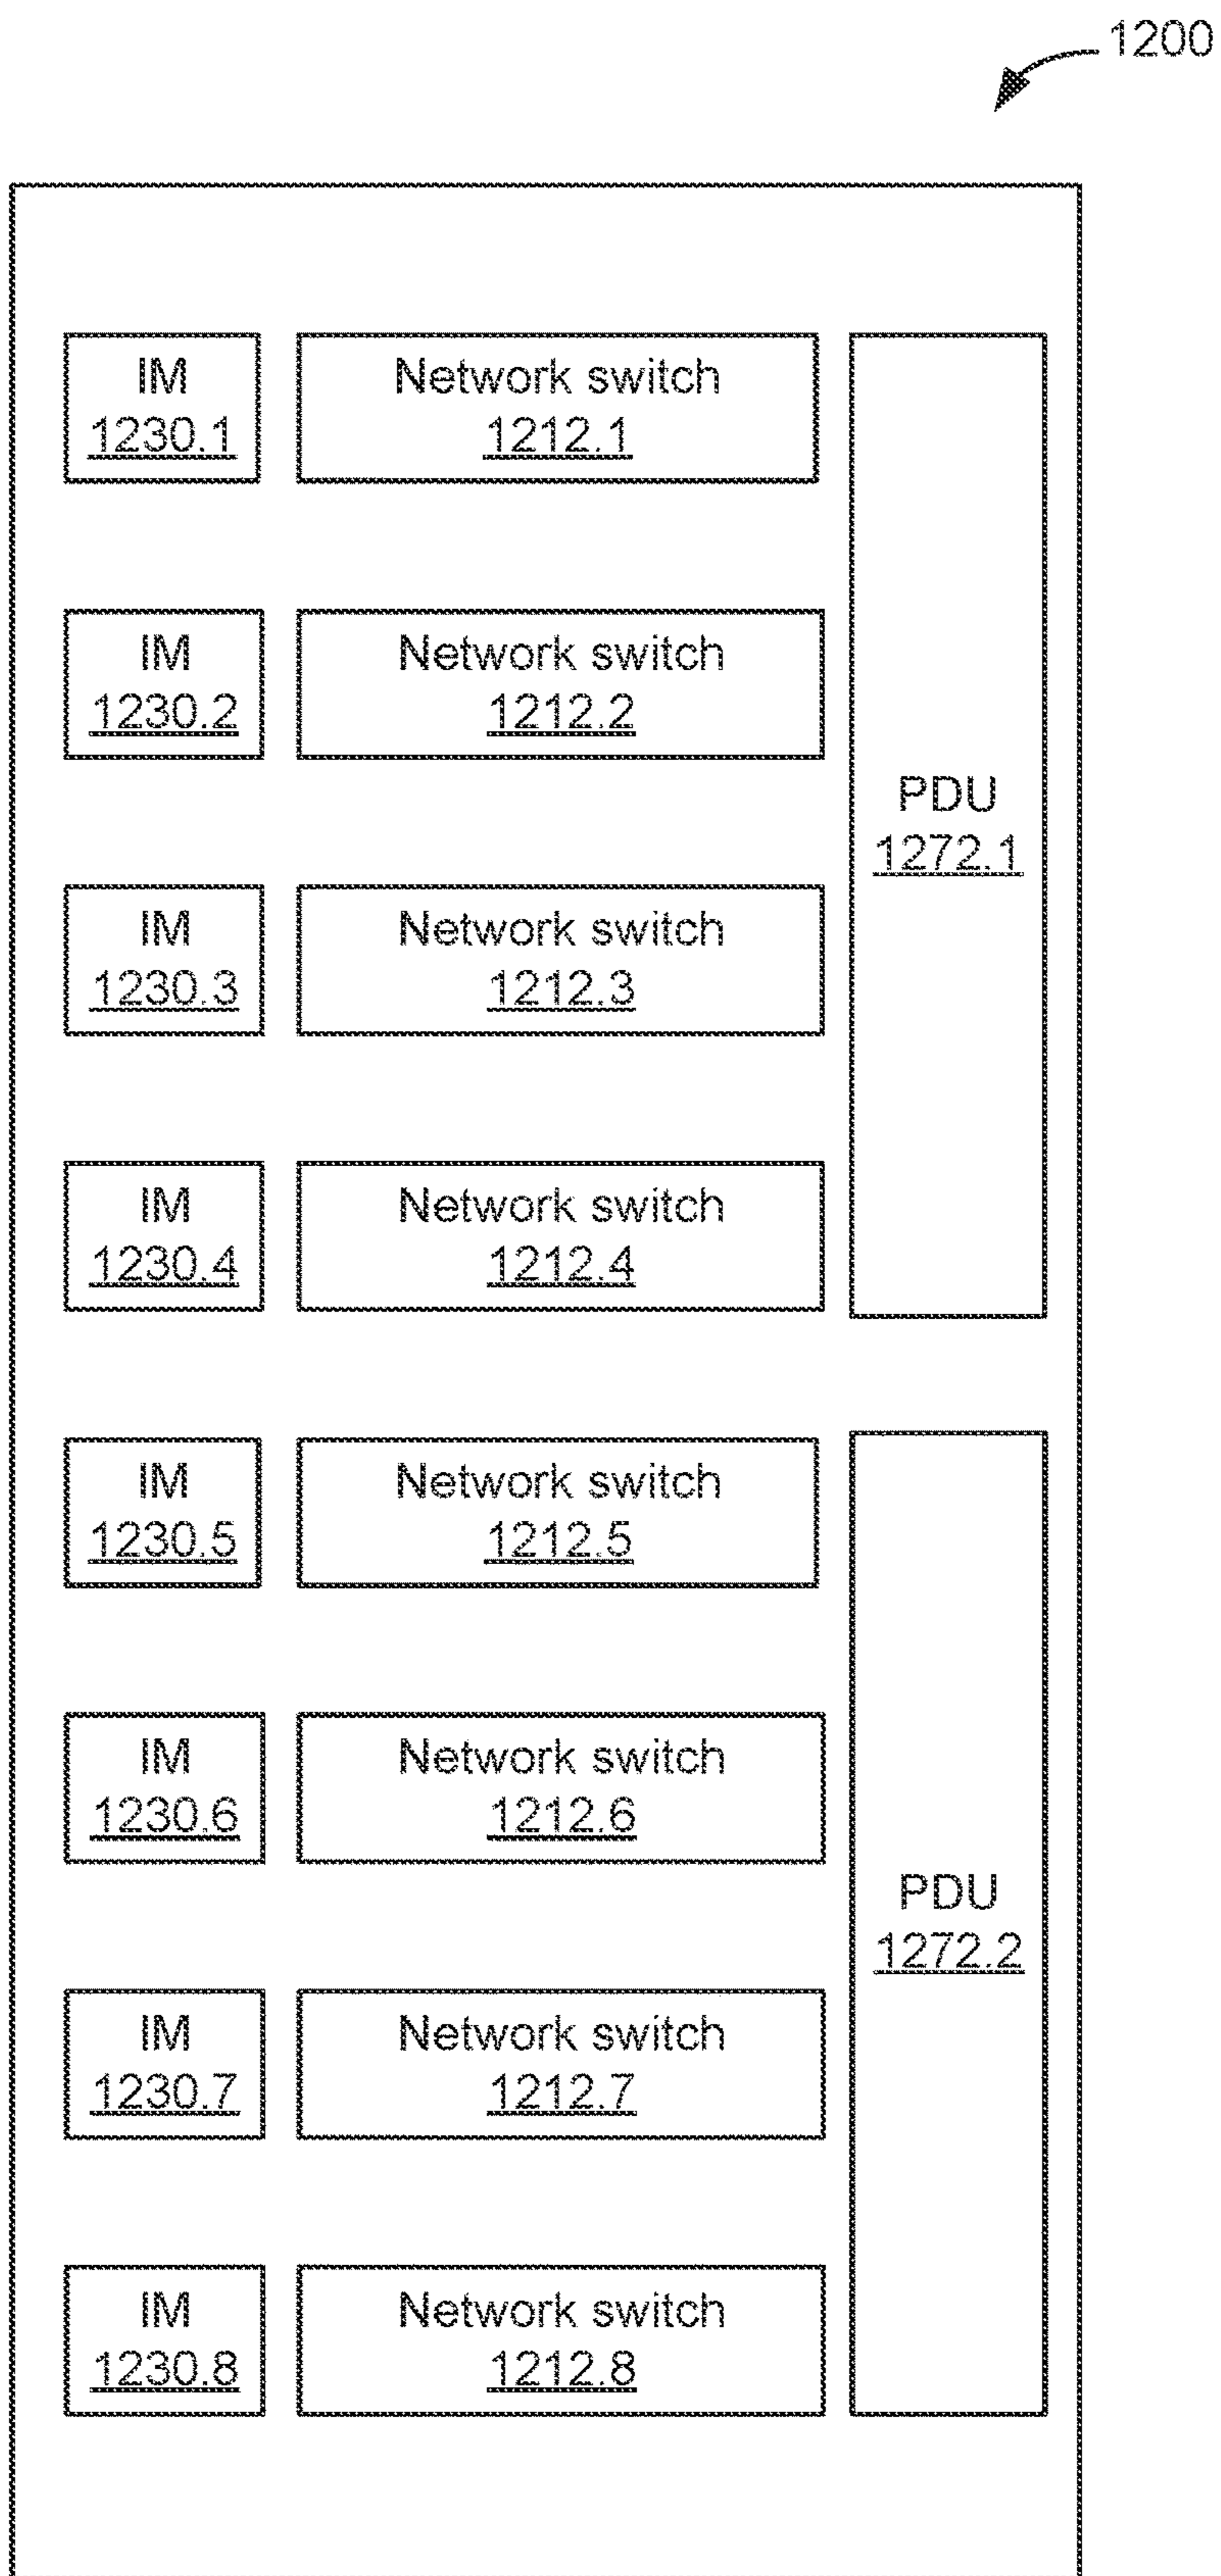 1200
IM
1230.1
Network switch
1212.1
IM
1230.2
Network switch
1212.2
PDU
1272.1
IM
1230.3
Network switch
1212.3
IM
1230.4
Network switch
1212.4
IM
1230.5
Network switch
1212.5
IM
1230.6
Network switch
1212.6
PDU
1272.2
IM
1230.7
Network switch
1212.7
IM
1230.8
Network switch
1212.8